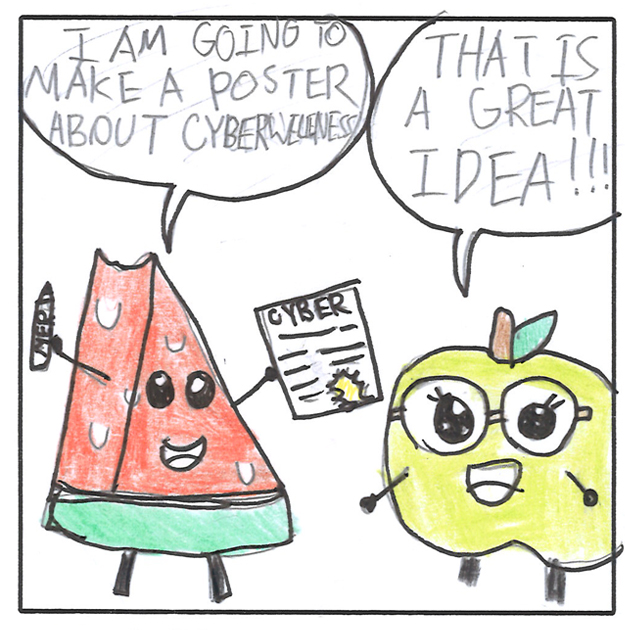 I AM GOING TO
MAKE A POSTER
ABOUT CYBERWELLNESS
THAT IS
A GREAT
IDEA!!!
CYBER